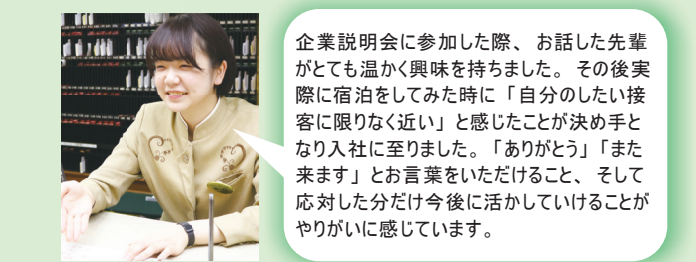 企業説明会に参加した際、お話した先輩
がとても温かく興味を持ちました。その後実
際に宿泊をしてみた時に「自分のしたい接
客に限りなく近い」と感じたことが決め手と
なり入社に至りました。「ありがとう」「また
来ます」とお言葉をいただけること、そして
応対した分だけ今後に活かしていけることが
やりがいに感じています。